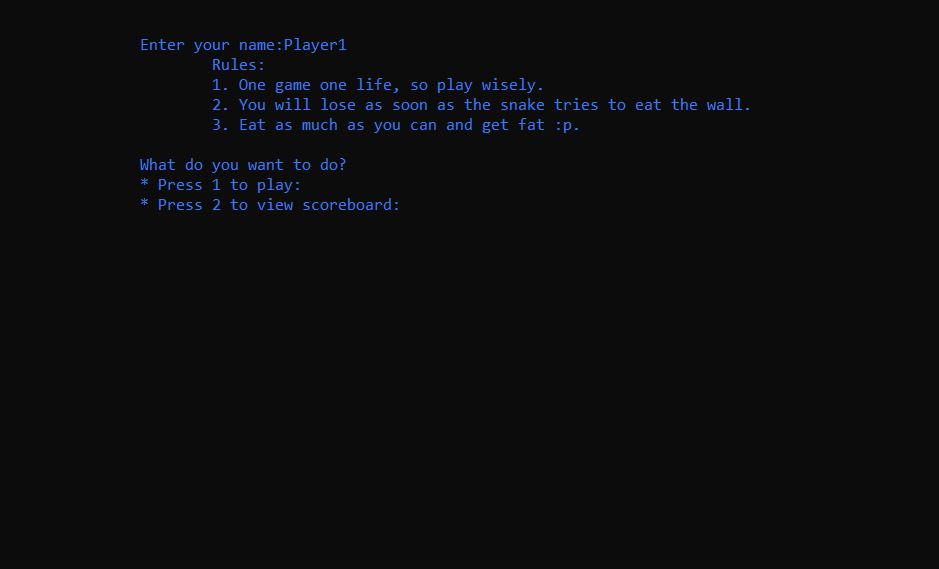 Enter your name:Player1
Rules:
1. One game one life, so play wisely.
2. You will lose as soon as the snake tries to eat the wall.
3. Eat as much as you can and get fat :p.
What do you want to do?
* Press 1 to play:
* Press 2 to view scoreboard: